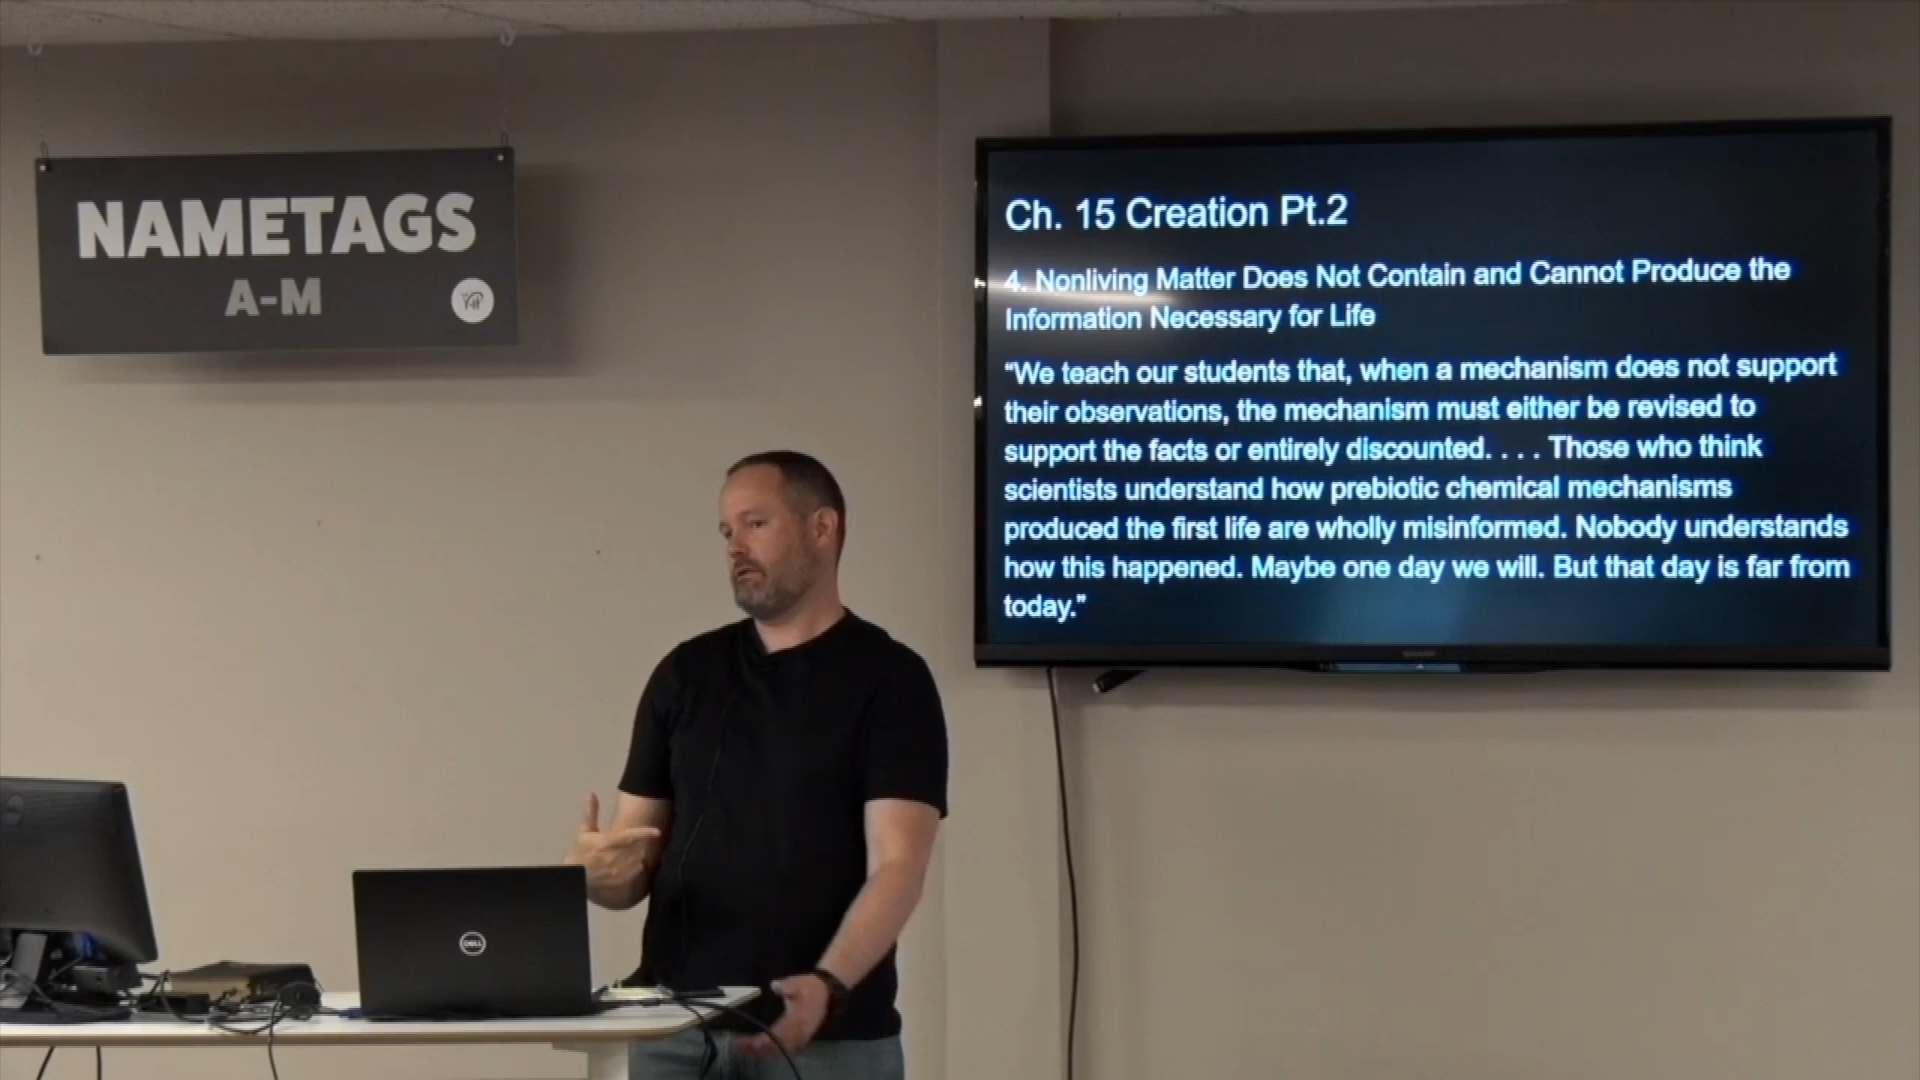 NAMETAGS
A-M
Ch. 15 Creation Pt.2
4. Nonliving Matter Does Not Contain and Cannot Produce the
Information Necessary for Life
“We teach our students that, when a mechanism does not support
their observations, the mechanism must either be revised to
support the facts or entirely discounted. . . . Those who think
scientists understand how prebiotic chemical mechanisms
produced the first life are wholly misinformed. Nobody understands
how this happened. Maybe one day we will. But that day is far from
today.”
DELL